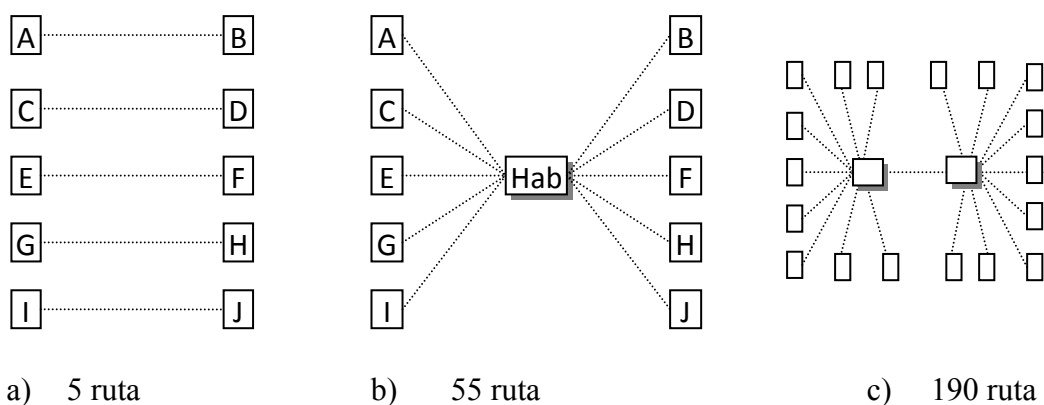 A B A B
C D C D
E F E Hab F
G H G H
I J I J
a) 5 ruta b) 55 ruta c) 190 ruta